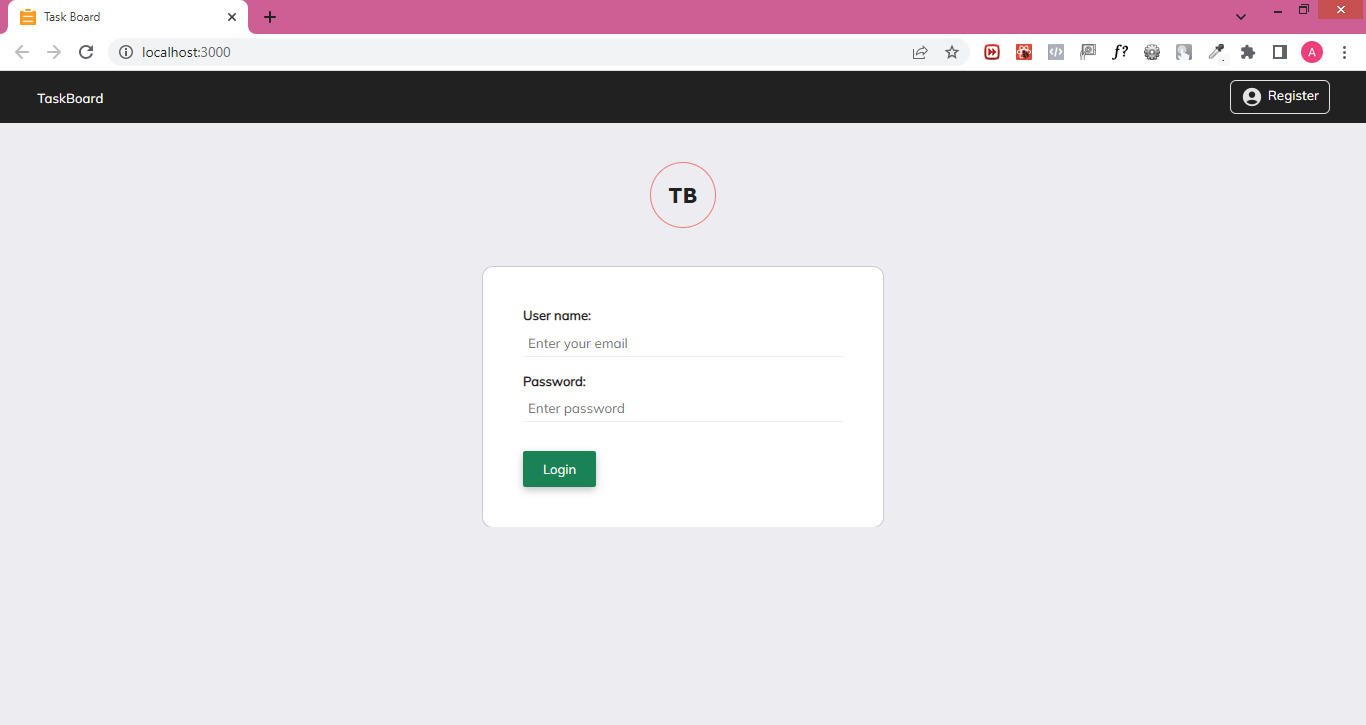 Task Board
localhost:3000
f?
A
TaskBoard
Register
TB
User name:
Enter your email
Password:
Enter password
Login